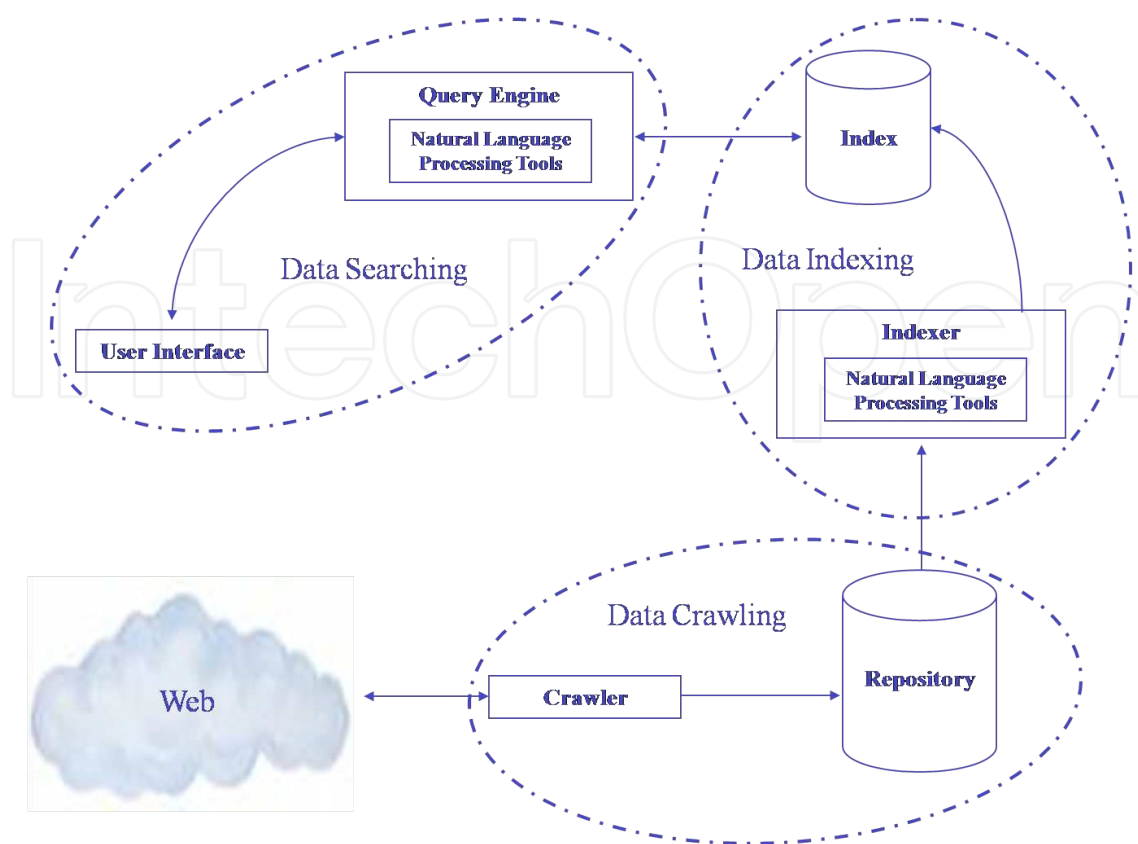 Query Engine
Natural Language
Processing Tools
Index
Data Searching
Data Indexing
User Interface
Indexer
Natural Language
Processing Tools
IntechOpen
Data Crawling
Web
Crawler
Repository